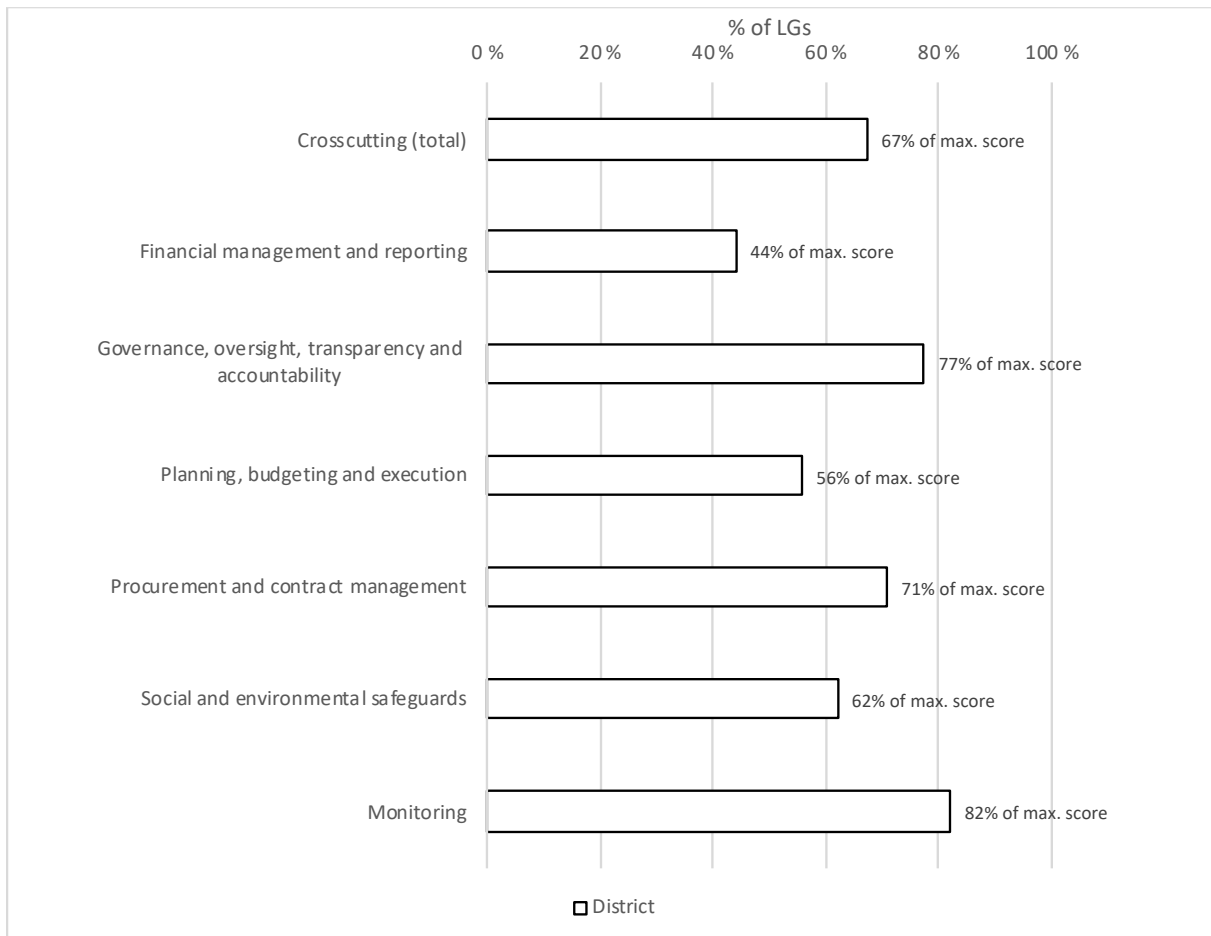 % of LGs
0 % 20 % 40 % 60 % 80 % 100 %
Crosscutting (total)
67% of max. score
Financial management and reporting
44% of max. score
Governance, oversight, transparency and
accountability
77% of max. score
Planning, budgeting and execution
56% of max. score
Procurement and contract management
71% of max. score
Social and environmental safeguards
62% of max. score
Monitoring
82% of max. score
District